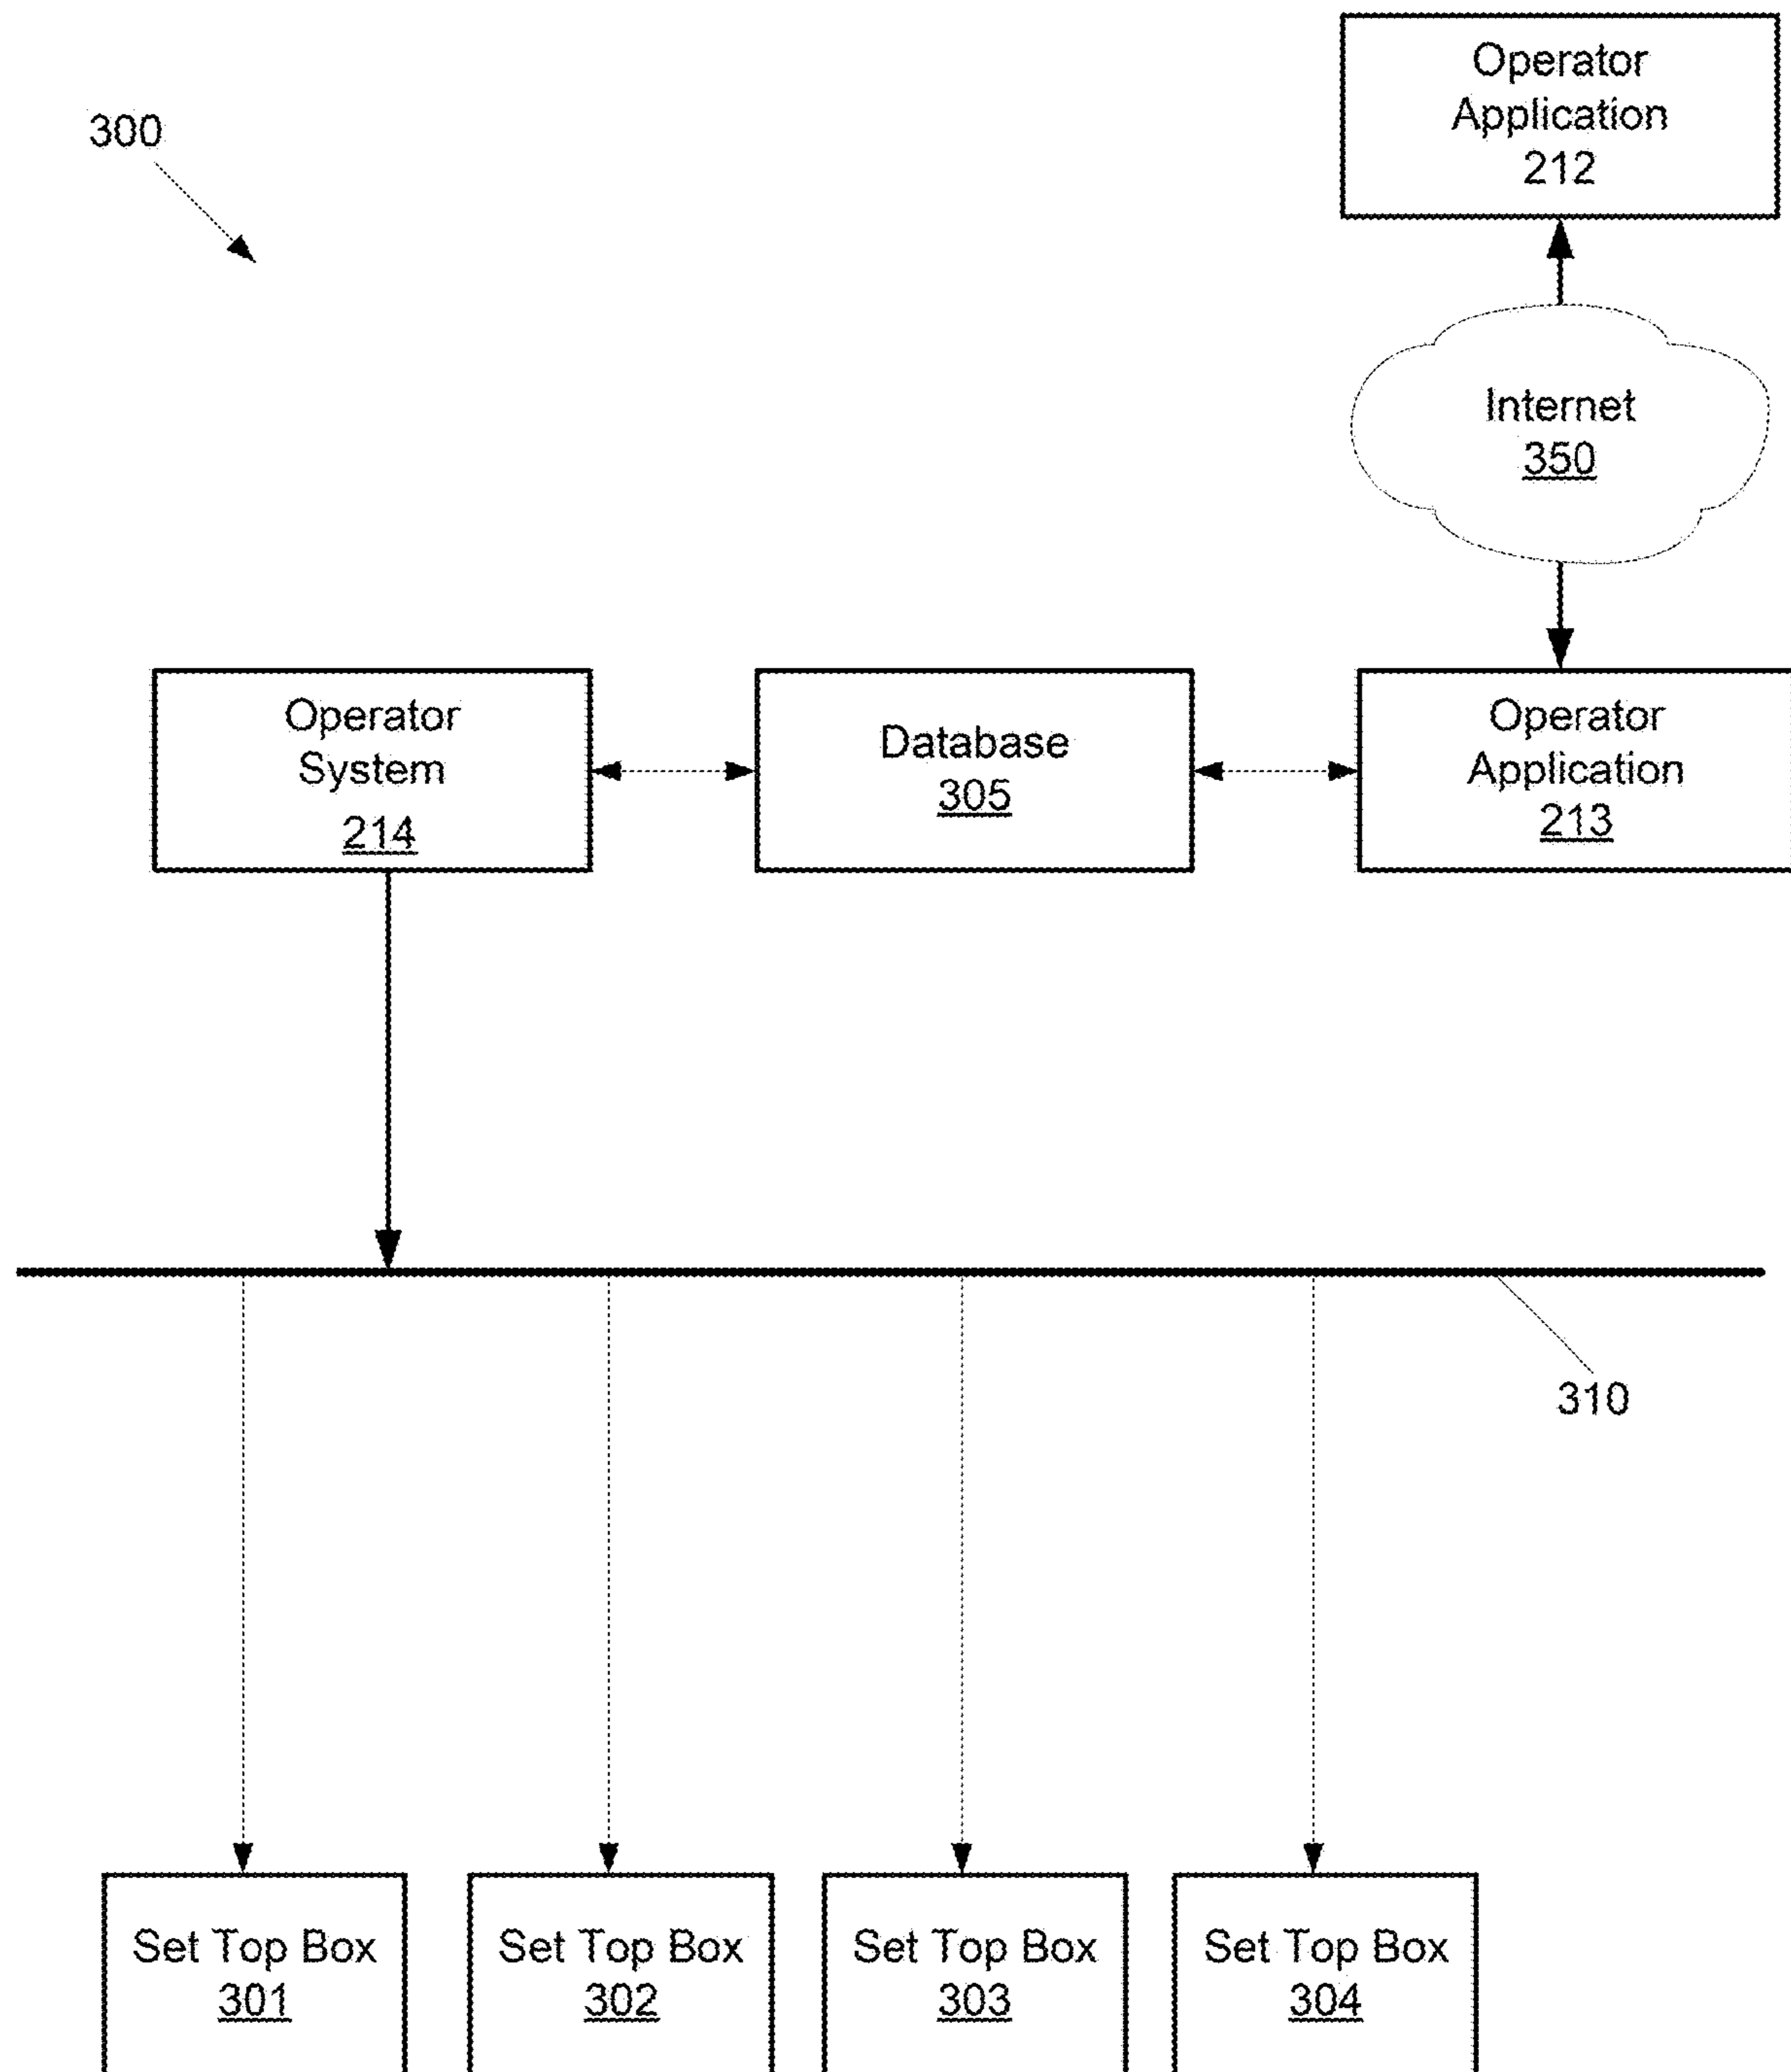 Operator
Application
212
300
Internet
350
Operator
System
214
Database
305
Operator
Application
213
310
Set Top Box
301
Set Top Box
302
Set Top Box
303
Set Top Box
304